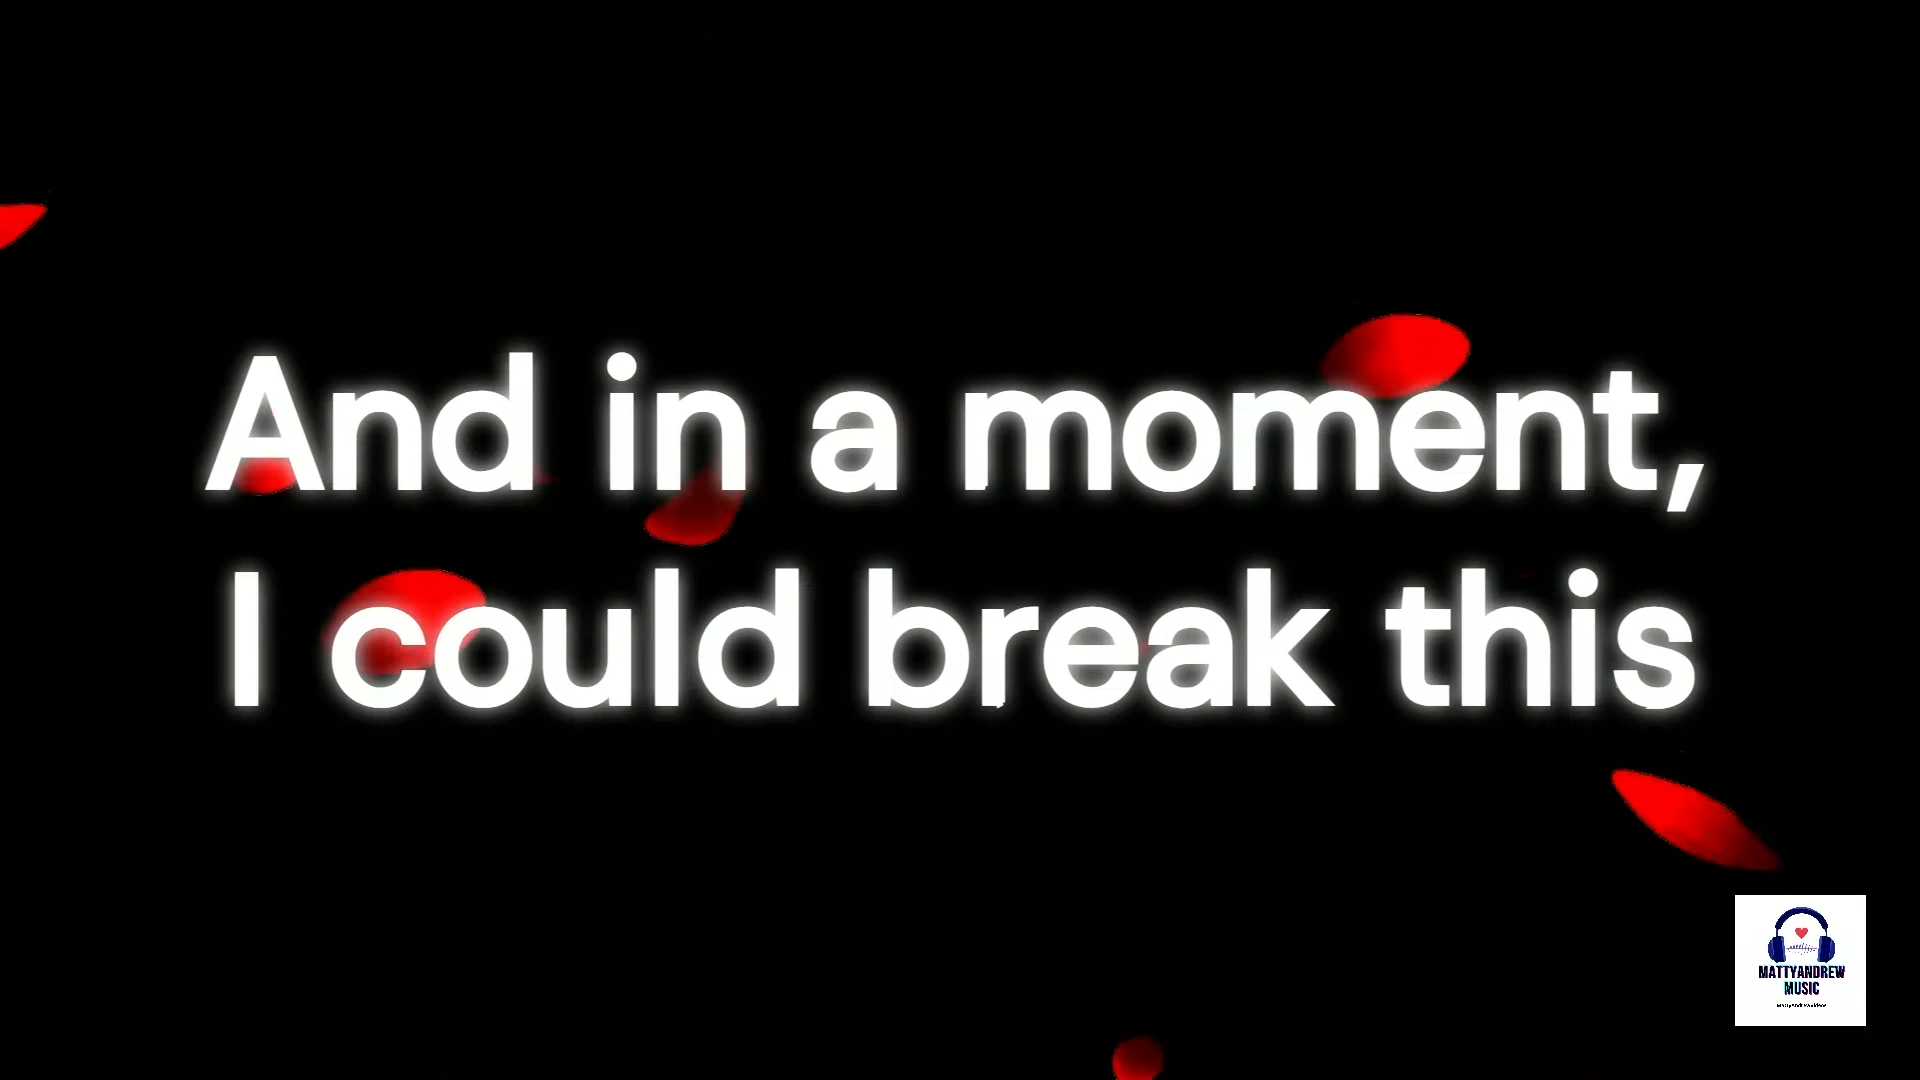 And in a moment,
I could break this
MATTYANDREW
MUSIC